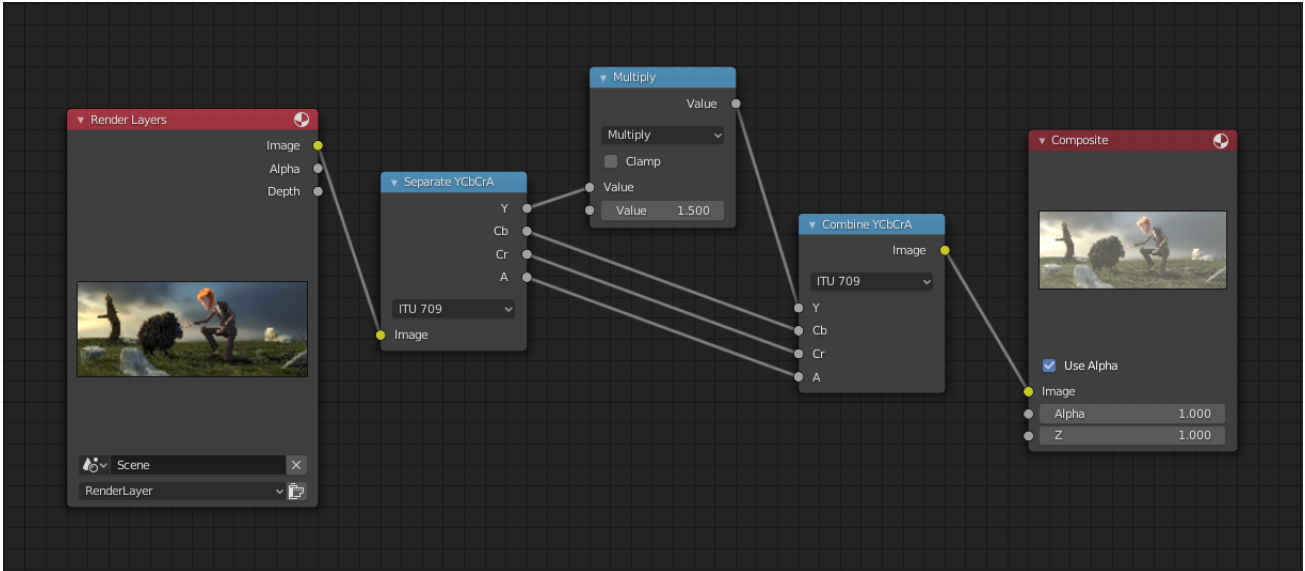 Render Layers
Image
Alpha
Depth
Scene
RenderLayer
Separate YCbCrA
Y
Cb
Cr
A
ITU 709
Image
Multiply
Value
Multiply
Clamp
Value
Value 1.500
Combine YCbCrA
Image
ITU 709
Y
Cb
Cr
A
Composite
Use Alpha
Image
Alpha 1.000
Z 1.000